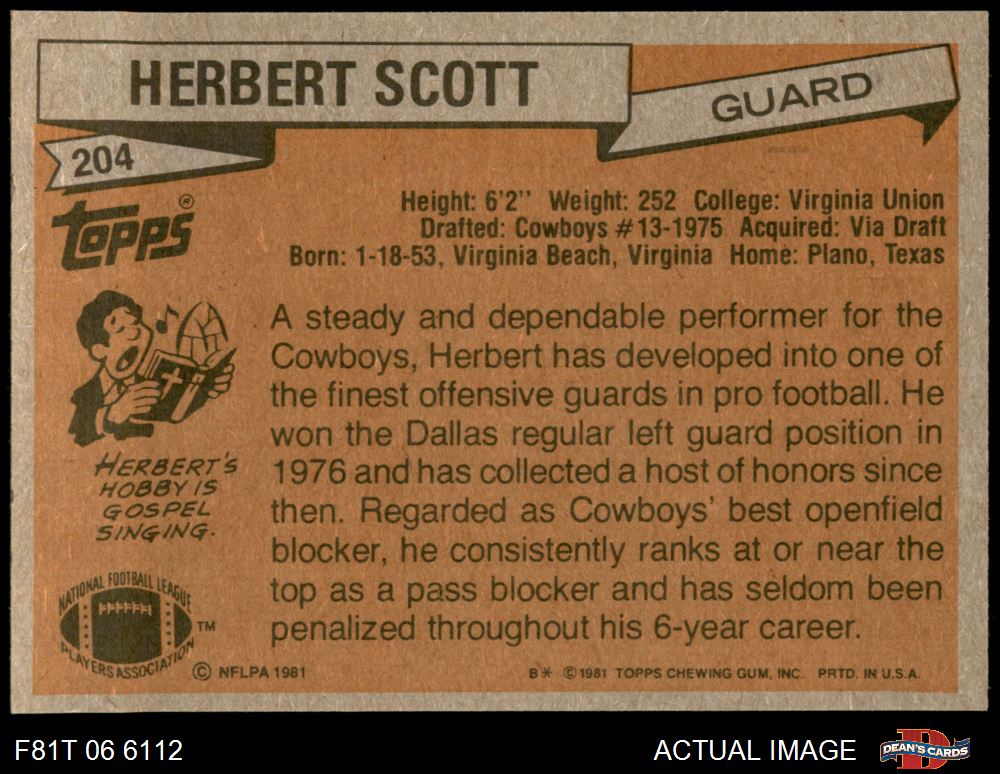 HERBERT SCOTT
GUARD
204
topps®
Height: 6'2'' Weight: 252 College: Virginia Union
Drafted: Cowboys #13-1975 Acquired: Via Draft
Born: 1-18-53, Virginia Beach, Virginia Home: Plano, Texas
A steady and dependable performer for the
Cowboys, Herbert has developed into one of
the finest offensive guards in pro football. He
won the Dallas regular left guard position in
1976 and has collected a host of honors since
then. Regarded as Cowboys' best openfield
blocker, he consistently ranks at or near the
top as a pass blocker and has seldom been
penalized throughout his 6-year career.
HERBERT'S
HOBBY IS
GOSPEL
SINGING.
NATIONAL FOOTBALL LEAGUE
PLAYERS ASSOCIATION
TM
© NFLPA 1981
B* © 1981 TOPPS CHEWING GUM, INC. PRTD. IN U.S.A.
F81T 06 6112
ACTUAL IMAGE
D
DEAN'S CARDS